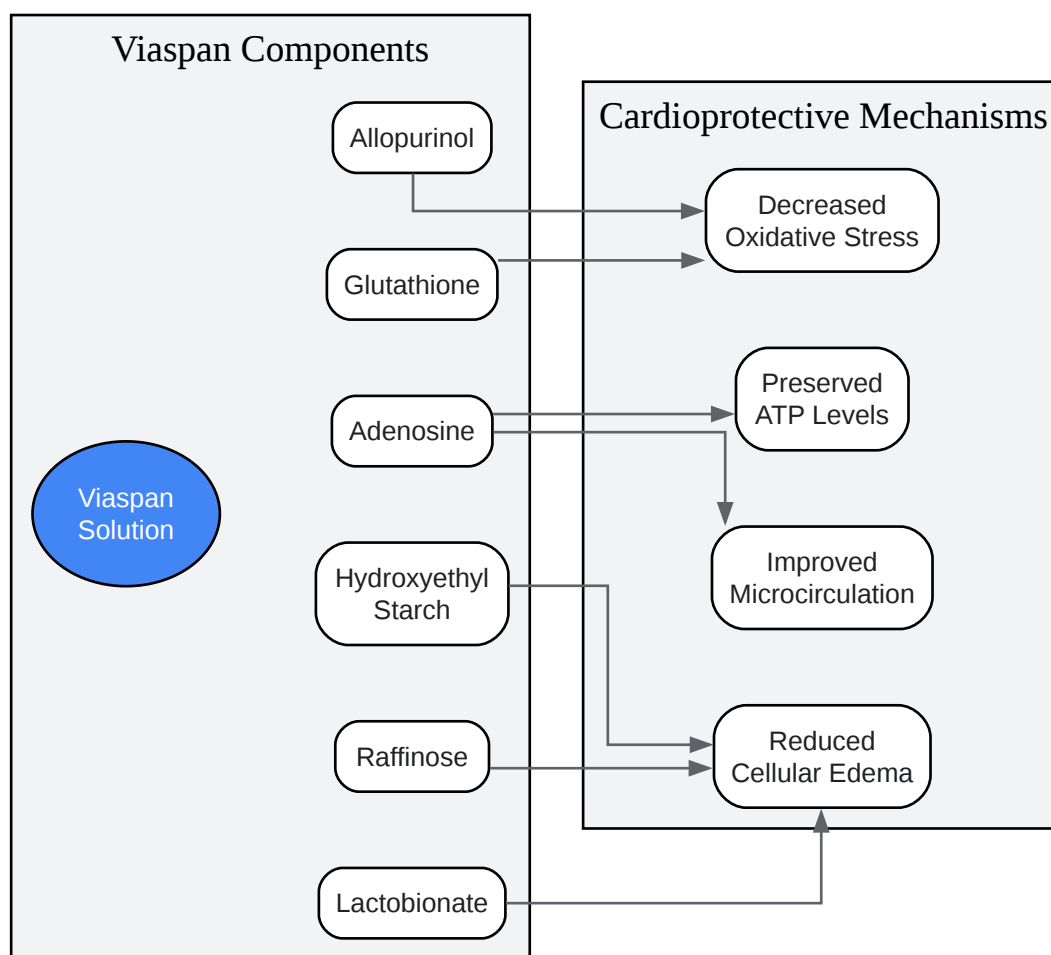 Viaspan Components
Allopurinol
Glutathione
Adenosine
Viaspan
Solution
Hydroxyethyl
Starch
Raffinose
Lactobionate
Cardioprotective Mechanisms
Decreased
Oxidative Stress
Preserved
ATP Levels
Improved
Microcirculation
Reduced
Cellular Edema